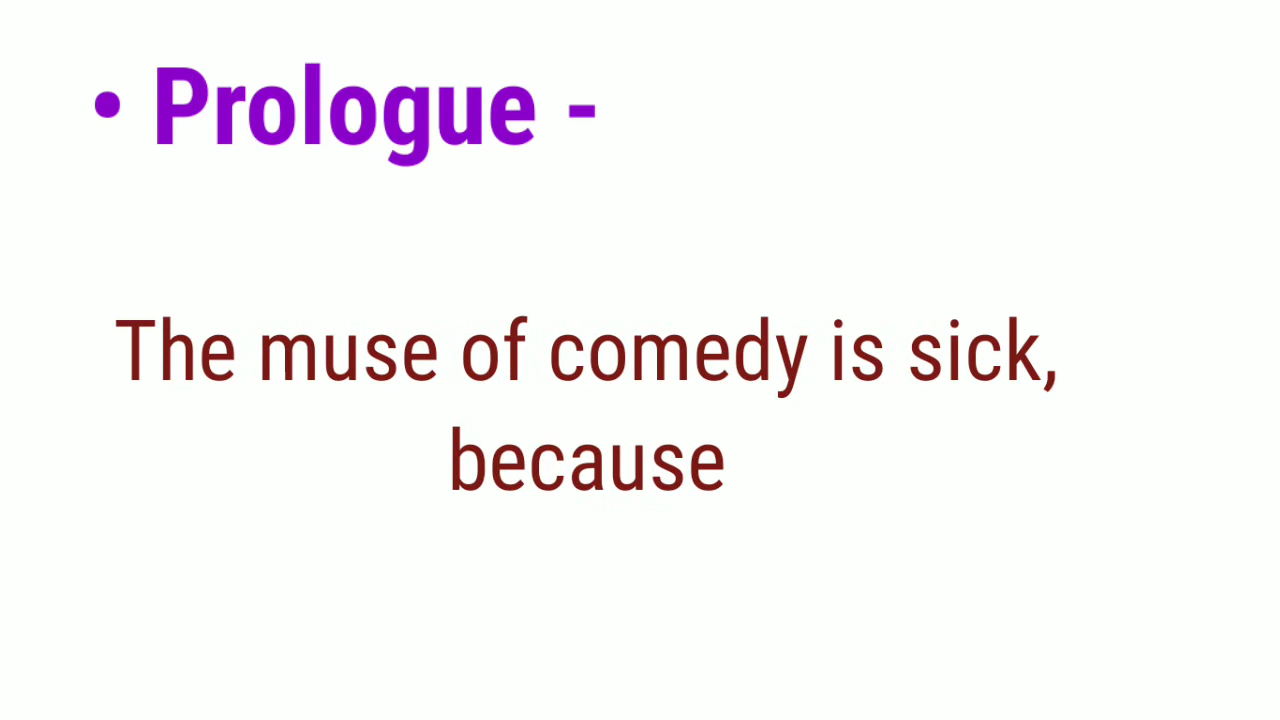 • Prologue -
The muse of comedy is sick,
because